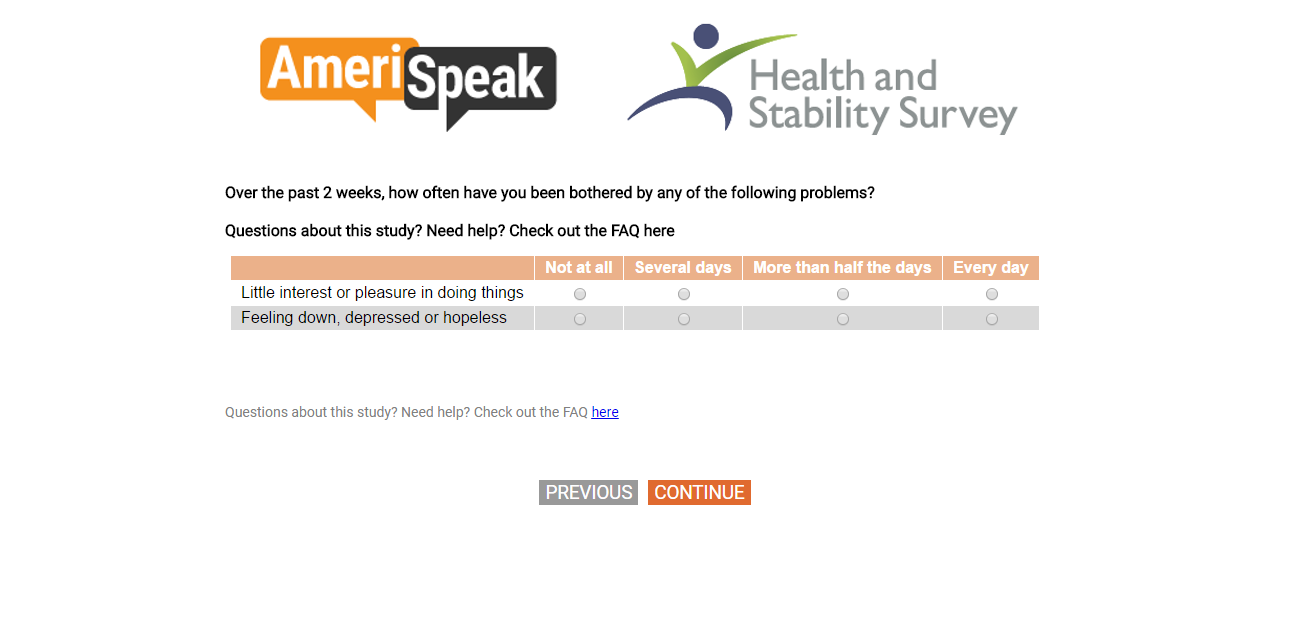 AmeriSpeak
Health and
Stability Survey
Over the past 2 weeks, how often have you been bothered by any of the following problems?
Questions about this study? Need help? Check out the FAQ here
Not at all Several days More than half the days Every day
Little interest or pleasure in doing things
Feeling down, depressed or hopeless
Questions about this study? Need help? Check out the FAQ here
PREVIOUS CONTINUE